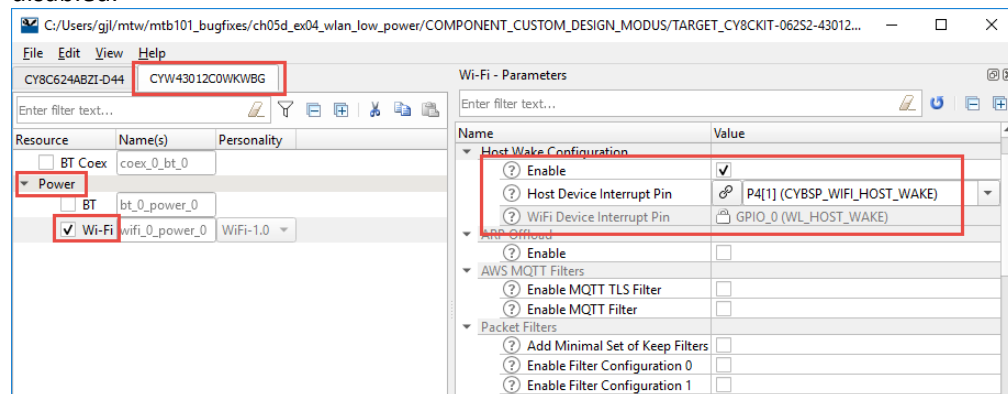 C:/Users/gjl/mtw/mtb101_bugfixes/ch05d_ex04_wlan_low_power/COMPONENT_CUSTOM_DESIGN_MODUS/TARGET_CY8CKIT-062S2-43012...
File Edit View Help
CY8C624ABZI-D44 CYW43012C0WKWBG
Enter filter text...
Resource Name(s) Personality
BT Coex coex_0_bt_0
Power
BT bt_0_power_0
Wi-Fi wifi_0_power_0 WiFi-1.0
Wi-Fi - Parameters
Enter filter text...
Name Value
Host Wake Configuration
Enable
Host Device Interrupt Pin P4[1] (CYBSP_WIFI_HOST_WAKE)
WiFi Device Interrupt Pin GPIO_0 (WL_HOST_WAKE)
ARP Offload
Enable
AWS MQTT Filters
Enable MQTT TLS Filter
Enable MQTT Filter
Packet Filters
Add Minimal Set of Keep Filters
Enable Filter Configuration 0
Enable Filter Configuration 1